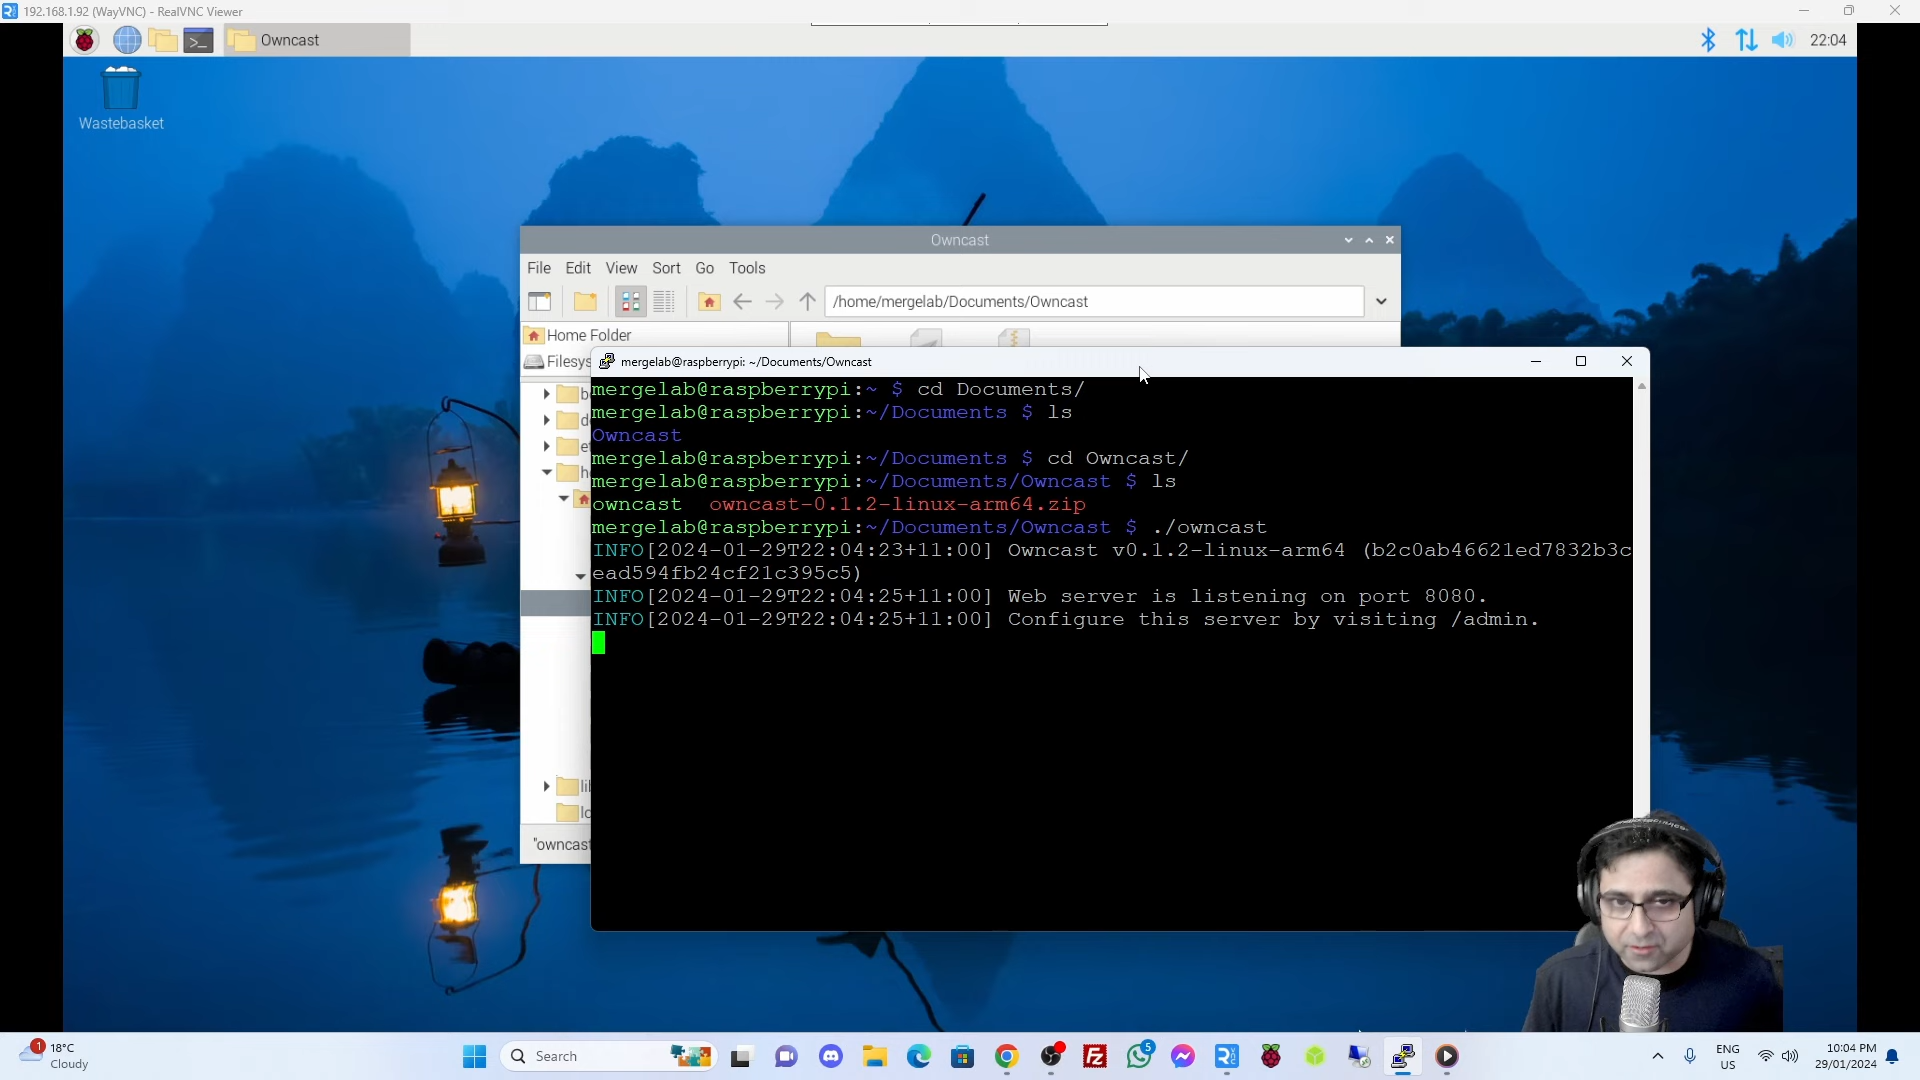 192.168.1.92 (WayVNC) - RealVNC Viewer
Owncast
22:04
Wastebasket
Owncast
File Edit View Sort Go Tools
/home/mergelab/Documents/Owncast
Home Folder
Filesys
mergelab@raspberrypi: ~/Documents/Owncast
mergelab@raspberrypi:~ $ cd Documents/
mergelab@raspberrypi:~/Documents $ ls
Owncast
mergelab@raspberrypi:~/Documents $ cd Owncast/
mergelab@raspberrypi:~/Documents/Owncast $ ls
owncast owncast-0.1.2-linux-arm64.zip
mergelab@raspberrypi:~/Documents/Owncast $ ./owncast
INFO[2024-01-29T22:04:23+11:00] Owncast v0.1.2-linux-arm64 (b2c0ab46621ed7832b3c
ead594fb24cf21c395c5)
INFO[2024-01-29T22:04:25+11:00] Web server is listening on port 8080.
INFO[2024-01-29T22:04:25+11:00] Configure this server by visiting /admin.
"owncast
1
18°C
Cloudy
Search
5
ENG
US
10:04 PM
29/01/2024